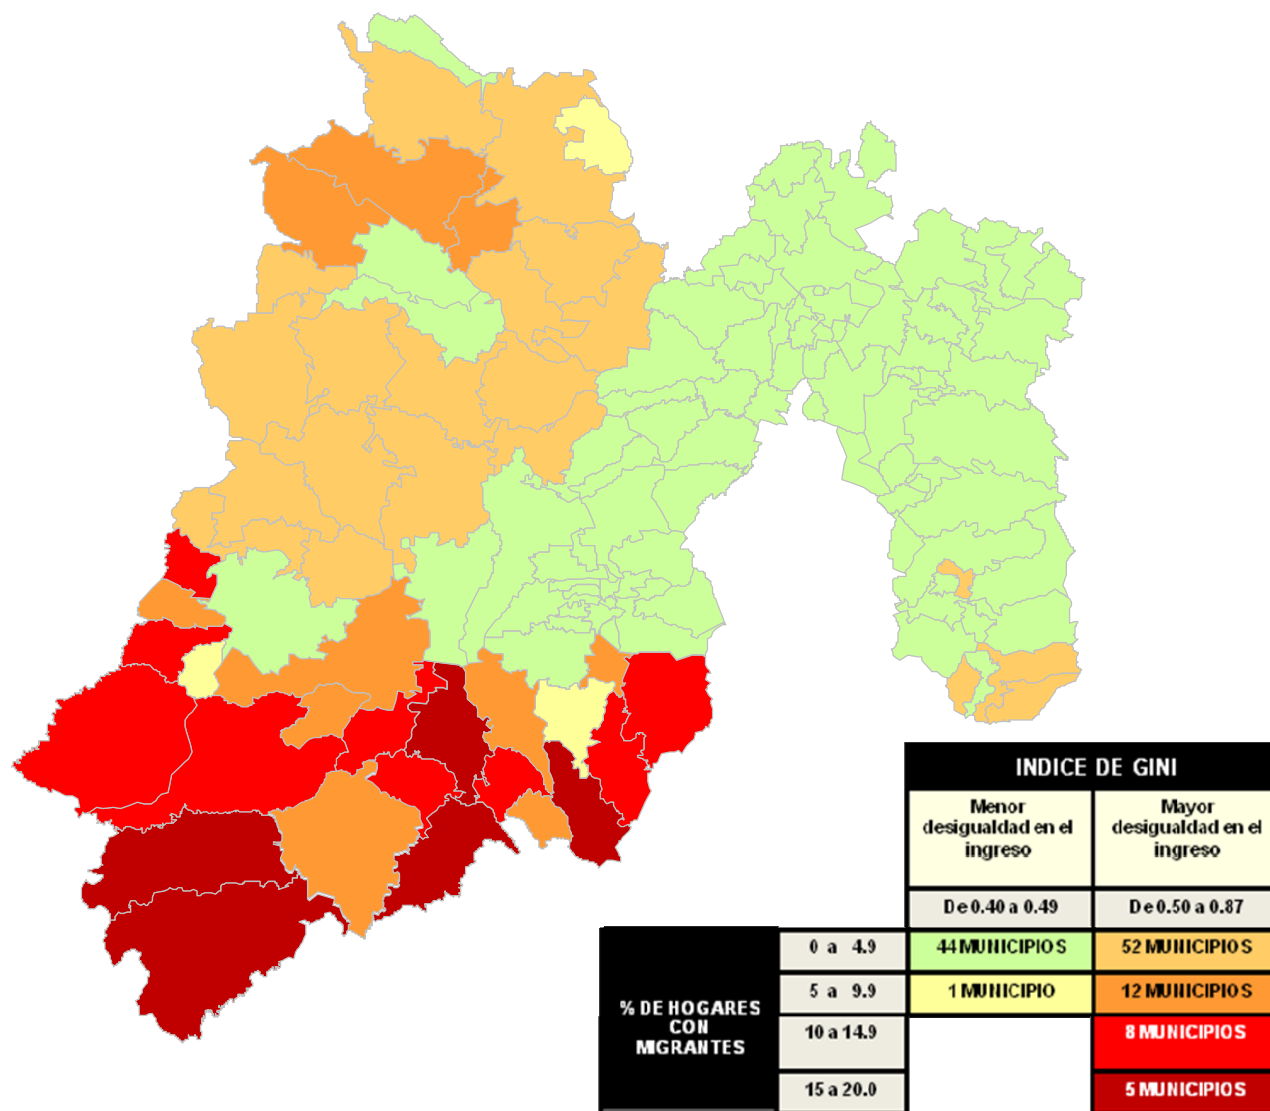 INDICE DE GINI
Menor
desigualdad en el
ingreso
Mayor
desigualdad en el
ingreso
De 0.40 a 0.49
De 0.50 a 0.87
% DE HOGARES
CON
MIGRANTES
0 a 4.9
44 MUNICIPIOS
52 MUNICIPIOS
5 a 9.9
1 MUNICIPIO
12 MUNICIPIOS
10 a 14.9
8 MUNICIPIOS
15 a 20.0
5 MUNICIPIOS